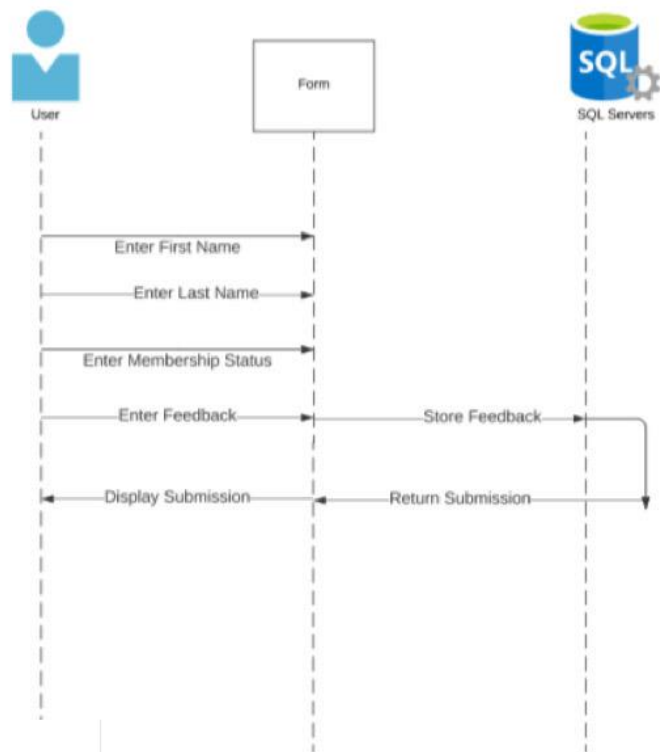 SQL
Form
User
SQL Servers
Enter First Name
Enter Last Name
Enter Membership Status
Enter Feedback
Store Feedback
Display Submission
Return Submission